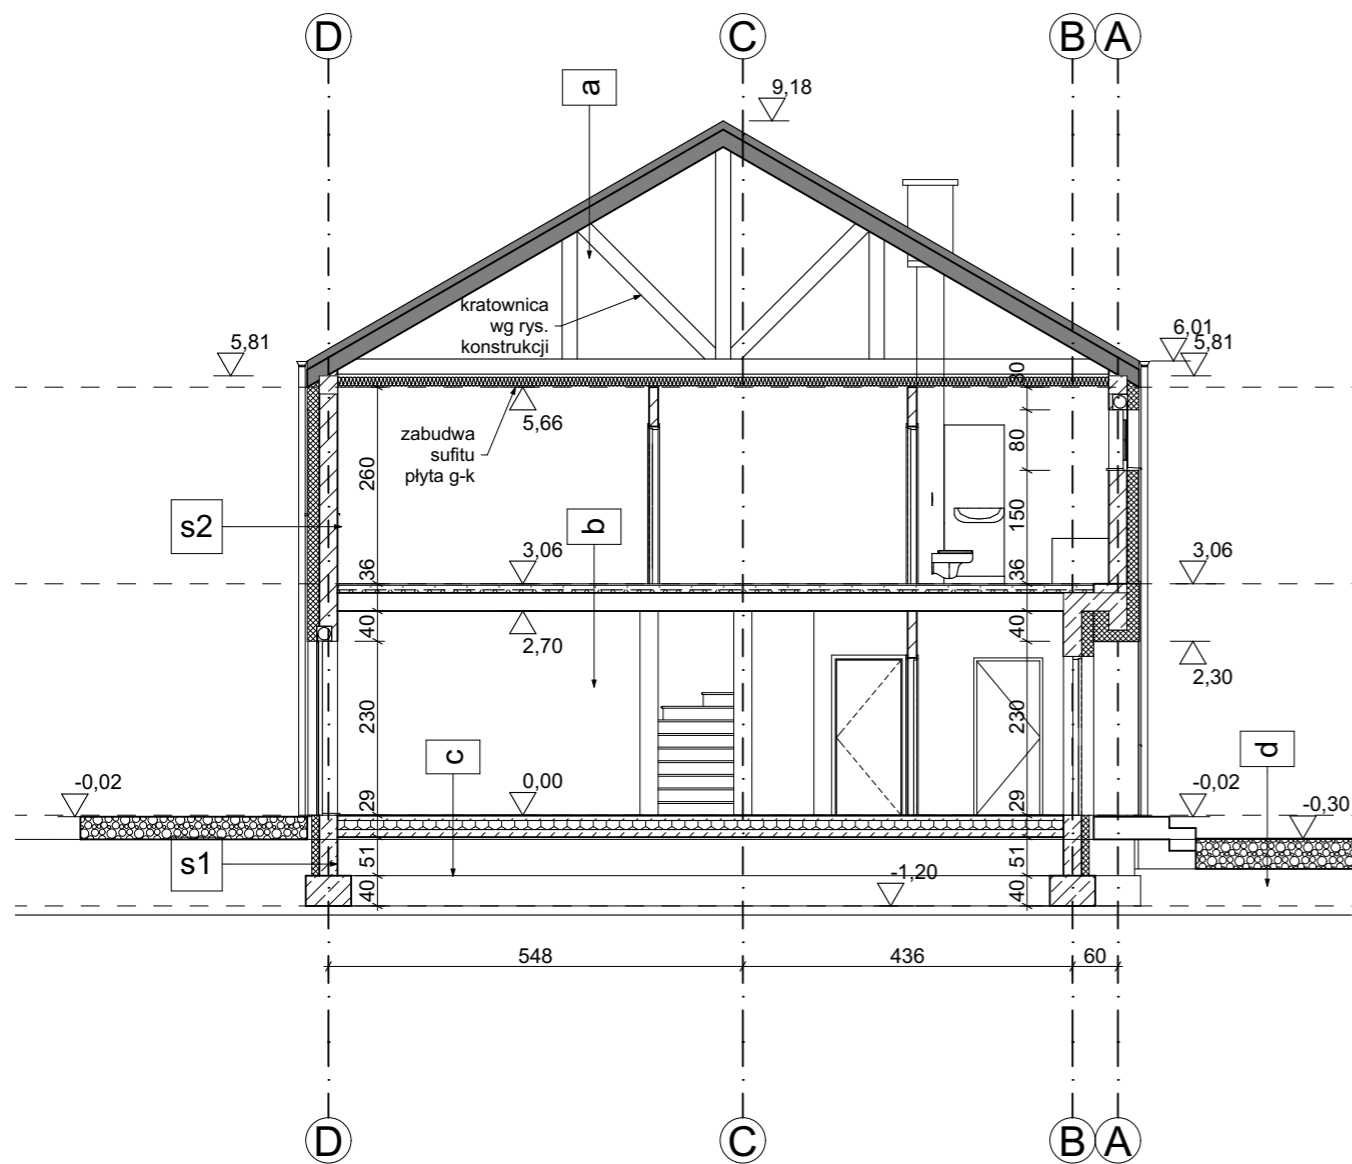 D
C
B
A
a
9,18
kratownica
wg rys.
konstrukcji
5,81
6,01
5,81
30
5,66
zabudwa
sufitu
płyta g-k
260
80
150
s2
b
3,06
3,06
36
36
40
2,70
40
2,30
230
230
c
d
-0,02
0,00
-0,02
-0,30
29
29
s1
51
51
40
-1,20
40
548
436
60
D
C
B
A